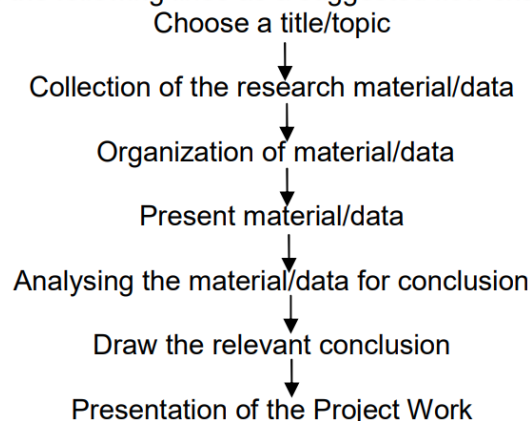 Choose a title/topic
Collection of the research material/data
Organization of material/data
Present material/data
Analysing the material/data for conclusion
Draw the relevant conclusion
Presentation of the Project Work